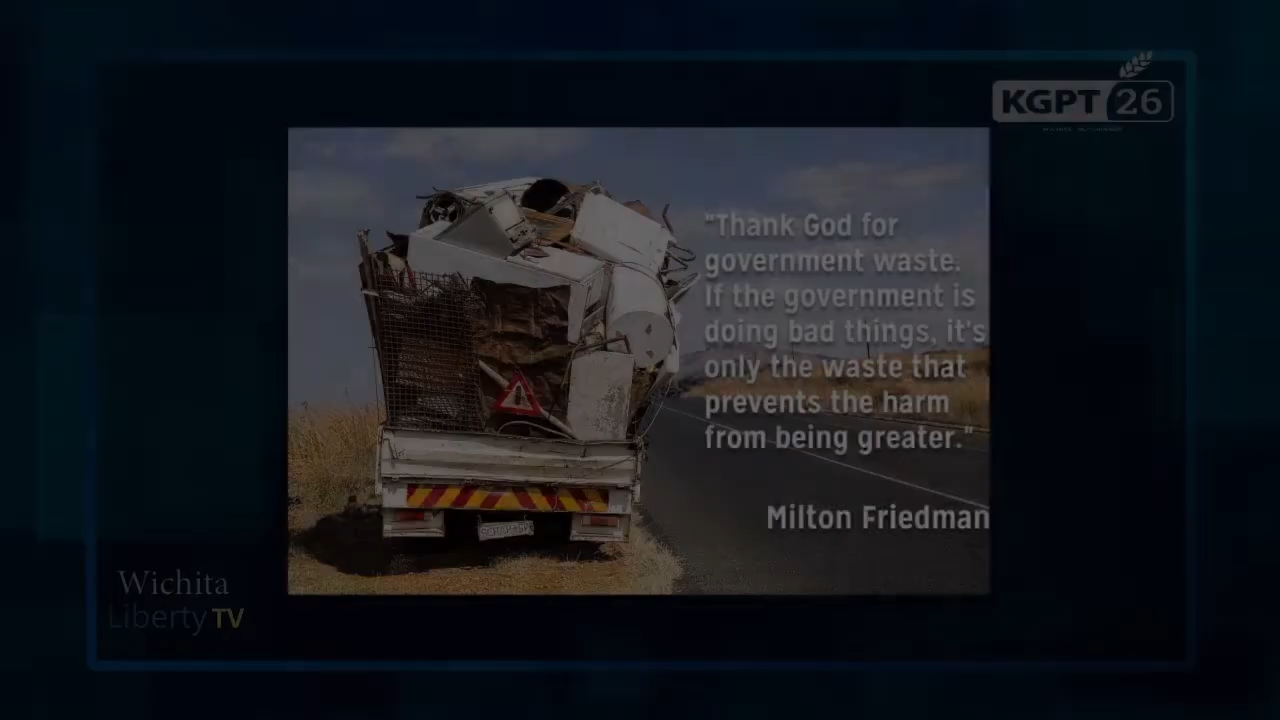 KGPT 26
"Thank God for
government waste.
If the government is
doing bad things, it's
only the waste that
prevents the harm
from being greater."
Milton Friedman
Wichita
Liberty TV